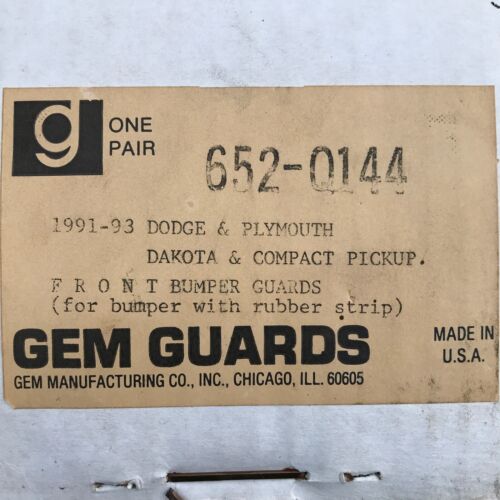 g
ONE
PAIR
652-0144
1991-93 DODGE & PLYMOUTH
DAKOTA & COMPACT PICKUP.
F R O N T BUMPER GUARDS
(for bumper with rubber strip)
GEM GUARDS
MADE IN
U.S.A.
GEM MANUFACTURING CO., INC., CHICAGO, ILL. 60605